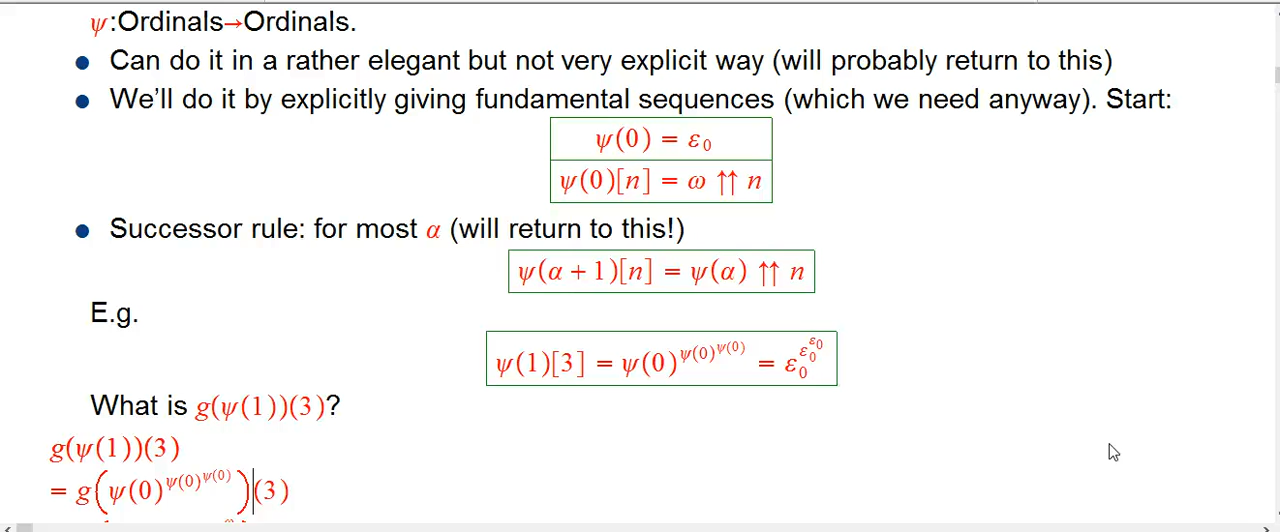 ψ:Ordinals→Ordinals.
● Can do it in a rather elegant but not very explicit way (will probably return to this)
● We'll do it by explicitly giving fundamental sequences (which we need anyway). Start:
ψ(0) = ε₀
ψ(0)[n] = ω ↑↑ n
● Successor rule: for most α (will return to this!)
ψ(α + 1)[n] = ψ(α) ↑↑ n
E.g.
ψ(1)[3] = ψ(0)^ψ(0)^ψ(0) = ε₀^ε₀^ε₀
What is g(ψ(1))(3)?
g(ψ(1))(3)
= g(ψ(0)^ψ(0)^ψ(0))(3)